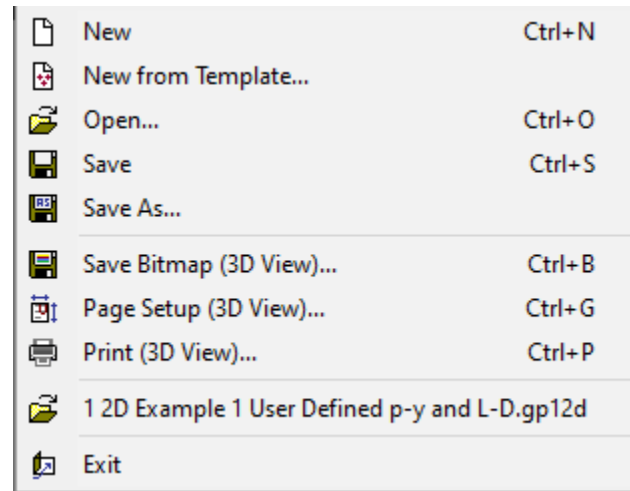 New Ctrl+N
New from Template...
Open... Ctrl+O
Save Ctrl+S
AS Save As...
Save Bitmap (3D View)... Ctrl+B
Page Setup (3D View)... Ctrl+G
Print (3D View)... Ctrl+P
1 2D Example 1 User Defined p-y and L-D.gp12d
Exit